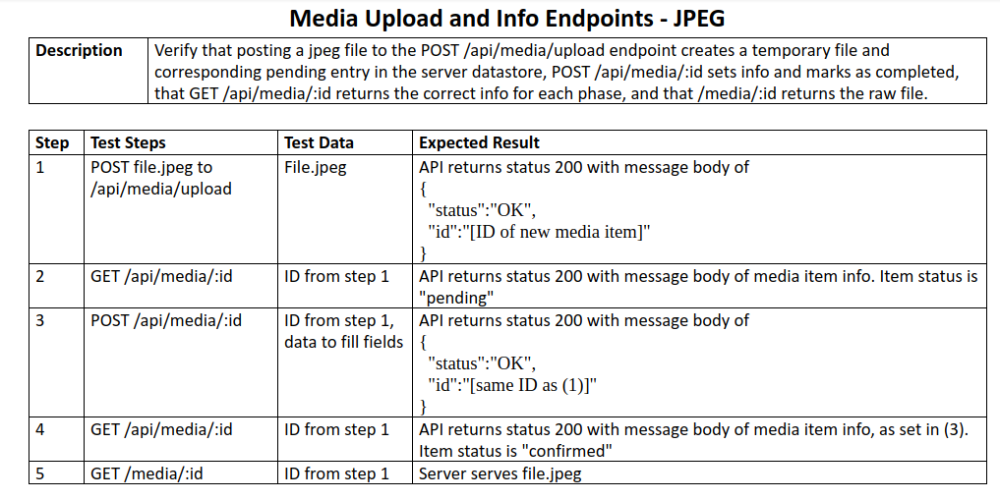 Media Upload and Info Endpoints - JPEG
Description
Verify that posting a jpeg file to the POST /api/media/upload endpoint creates a temporary file and
corresponding pending entry in the server datastore, POST /api/media/:id sets info and marks as completed,
that GET /api/media/:id returns the correct info for each phase, and that /media/:id returns the raw file.
Step
Test Steps
Test Data
Expected Result
1
POST file.jpeg to
/api/media/upload
File.jpeg
API returns status 200 with message body of
{
"status":"OK",
"id":"[ID of new media item]"
}
2
GET /api/media/:id
ID from step 1
API returns status 200 with message body of media item info. Item status is
"pending"
3
POST /api/media/:id
ID from step 1,
data to fill fields
API returns status 200 with message body of
{
"status":"OK",
"id":"[same ID as (1)]"
}
4
GET /api/media/:id
ID from step 1
API returns status 200 with message body of media item info, as set in (3).
Item status is "confirmed"
5
GET /media/:id
ID from step 1
Server serves file.jpeg